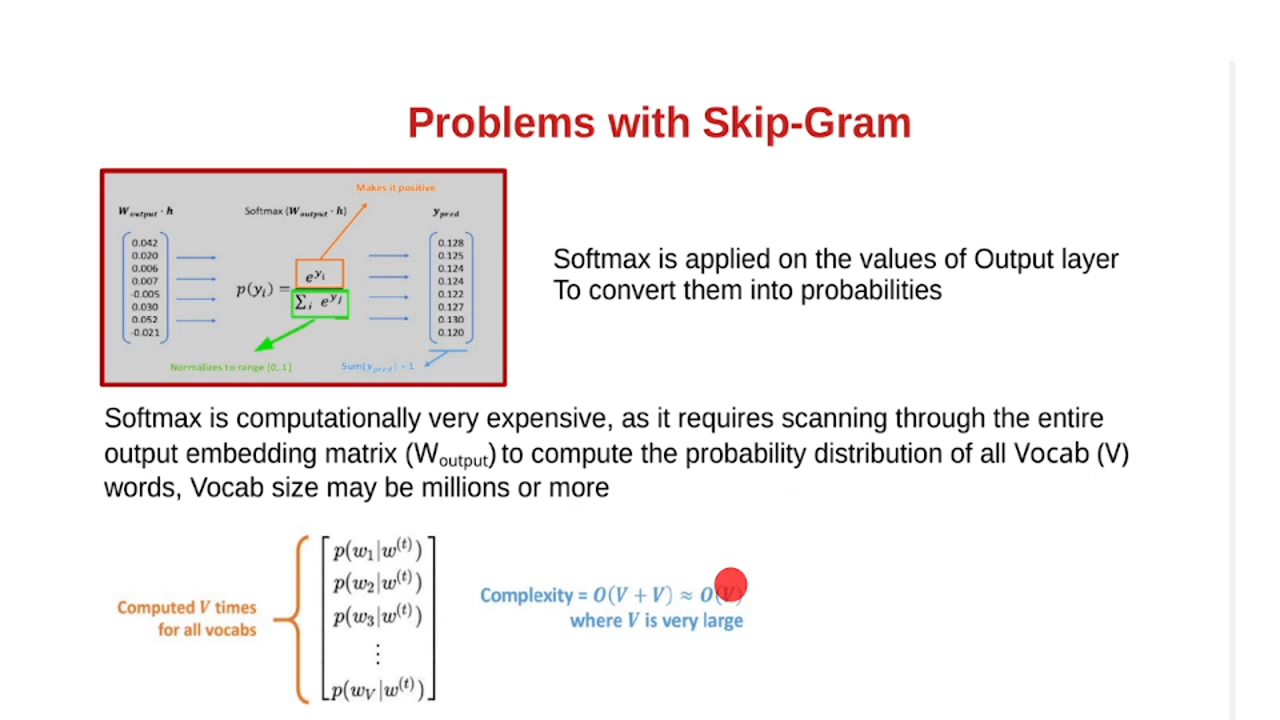 Problems with Skip-Gram
Makes it positive
W_output · h
Softmax (W_output · h)
y_pred
0.042
0.020
0.006
0.007
-0.005
0.030
0.052
-0.021
p(y_i) = e^{y_i} / ∑_i e^{y_j}
0.128
0.125
0.124
0.124
0.122
0.127
0.130
0.120
Normalizes to range [0, 1]
Sum(y_pred) = 1
Softmax is applied on the values of Output layer
To convert them into probabilities
Softmax is computationally very expensive, as it requires scanning through the entire
output embedding matrix (W_output) to compute the probability distribution of all Vocab (V)
words, Vocab size may be millions or more
Computed V times
for all vocabs
p(w_1|w^(t))
p(w_2|w^(t))
p(w_3|w^(t))
⋮
p(w_V|w^(t))
Complexity = O(V + V) ≈ O(V)
where V is very large